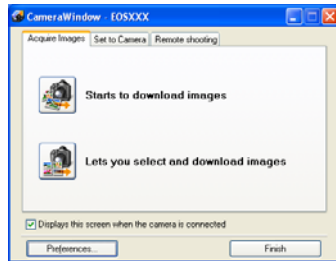 CameraWindow - EOSXXX
Acquire Images Set to Camera Remote shooting
Starts to download images
Lets you select and download images
Displays this screen when the camera is connected
Preferences... Finish